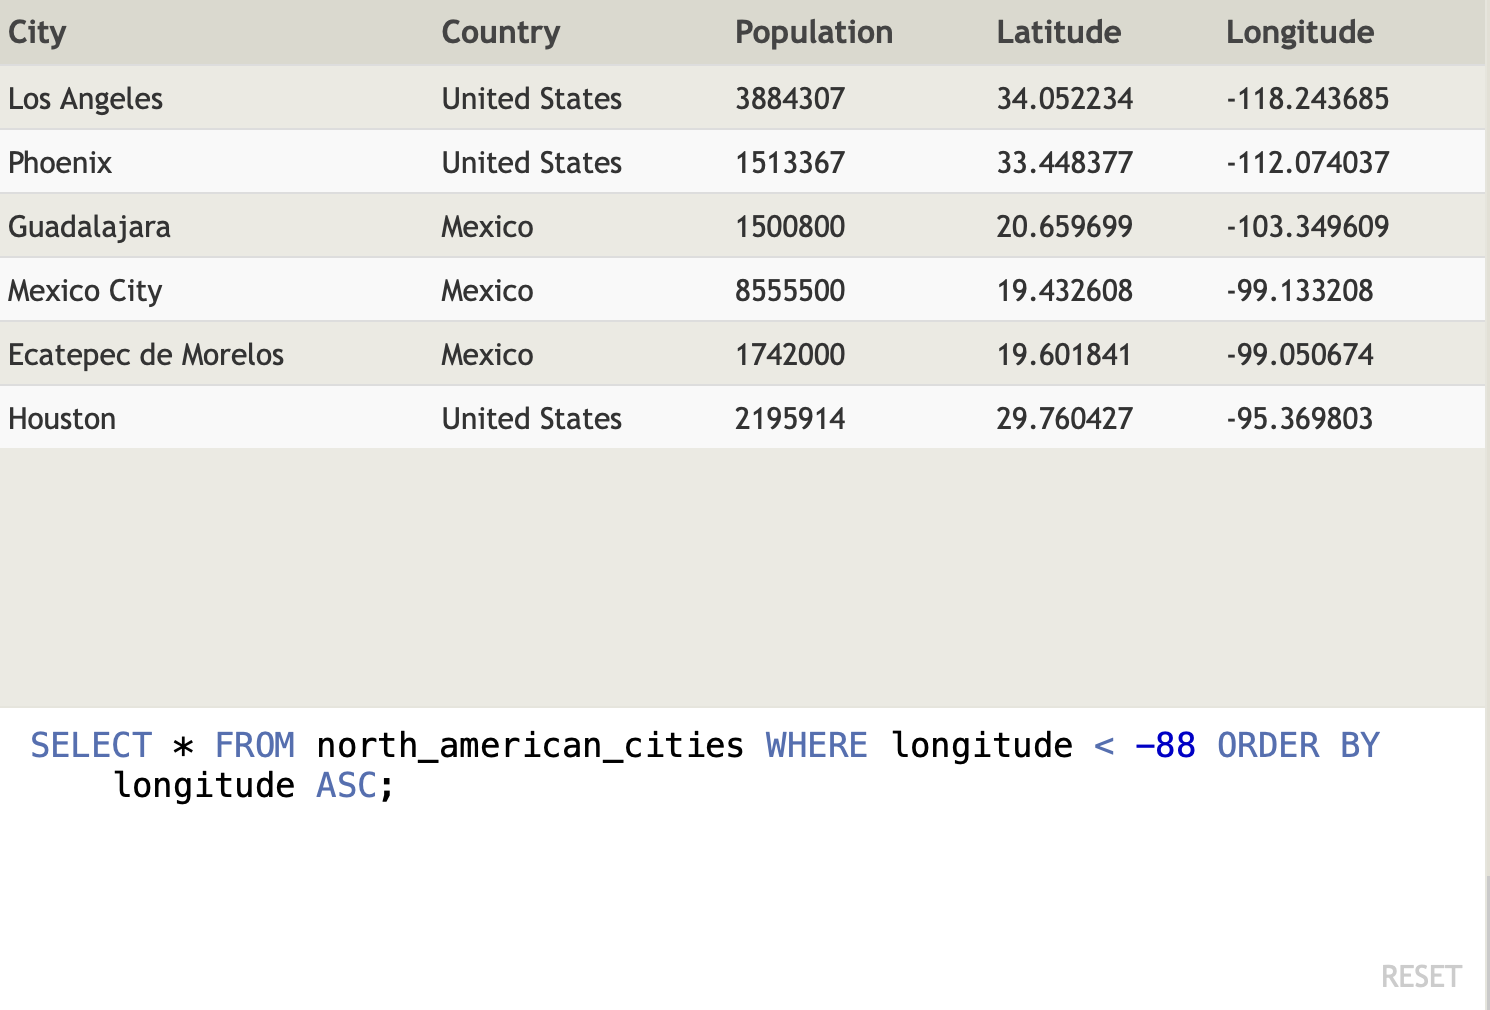 City Country Population Latitude Longitude
Los Angeles United States 3884307 34.052234 -118.243685
Phoenix United States 1513367 33.448377 -112.074037
Guadalajara Mexico 1500800 20.659699 -103.349609
Mexico City Mexico 8555500 19.432608 -99.133208
Ecatepec de Morelos Mexico 1742000 19.601841 -99.050674
Houston United States 2195914 29.760427 -95.369803
SELECT * FROM north_american_cities WHERE longitude < -88 ORDER BY
longitude ASC;
RESET